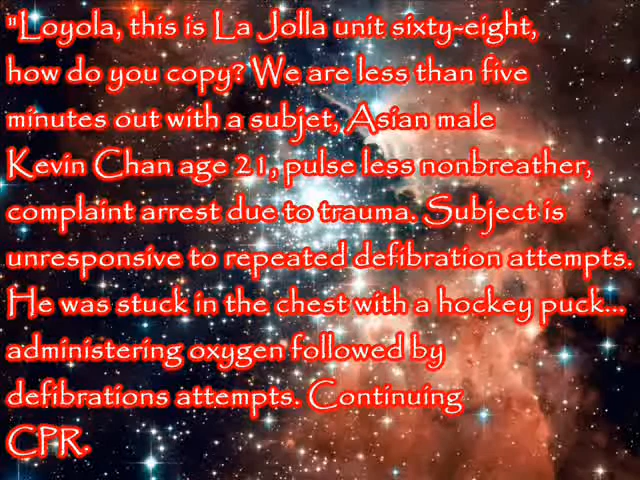 "Loyola, this is La Jolla unit sixty-eight,
how do you copy? We are less than five
minutes out with a subjet, Asian male
Kevin Chan age 21, pulse less nonbreather,
complaint arrest due to trauma. Subject is
unresponsive to repeated defibration attempts.
He was stuck in the chest with a hockey puck...
administering oxygen followed by
defibrations attempts. Continuing
CPR.